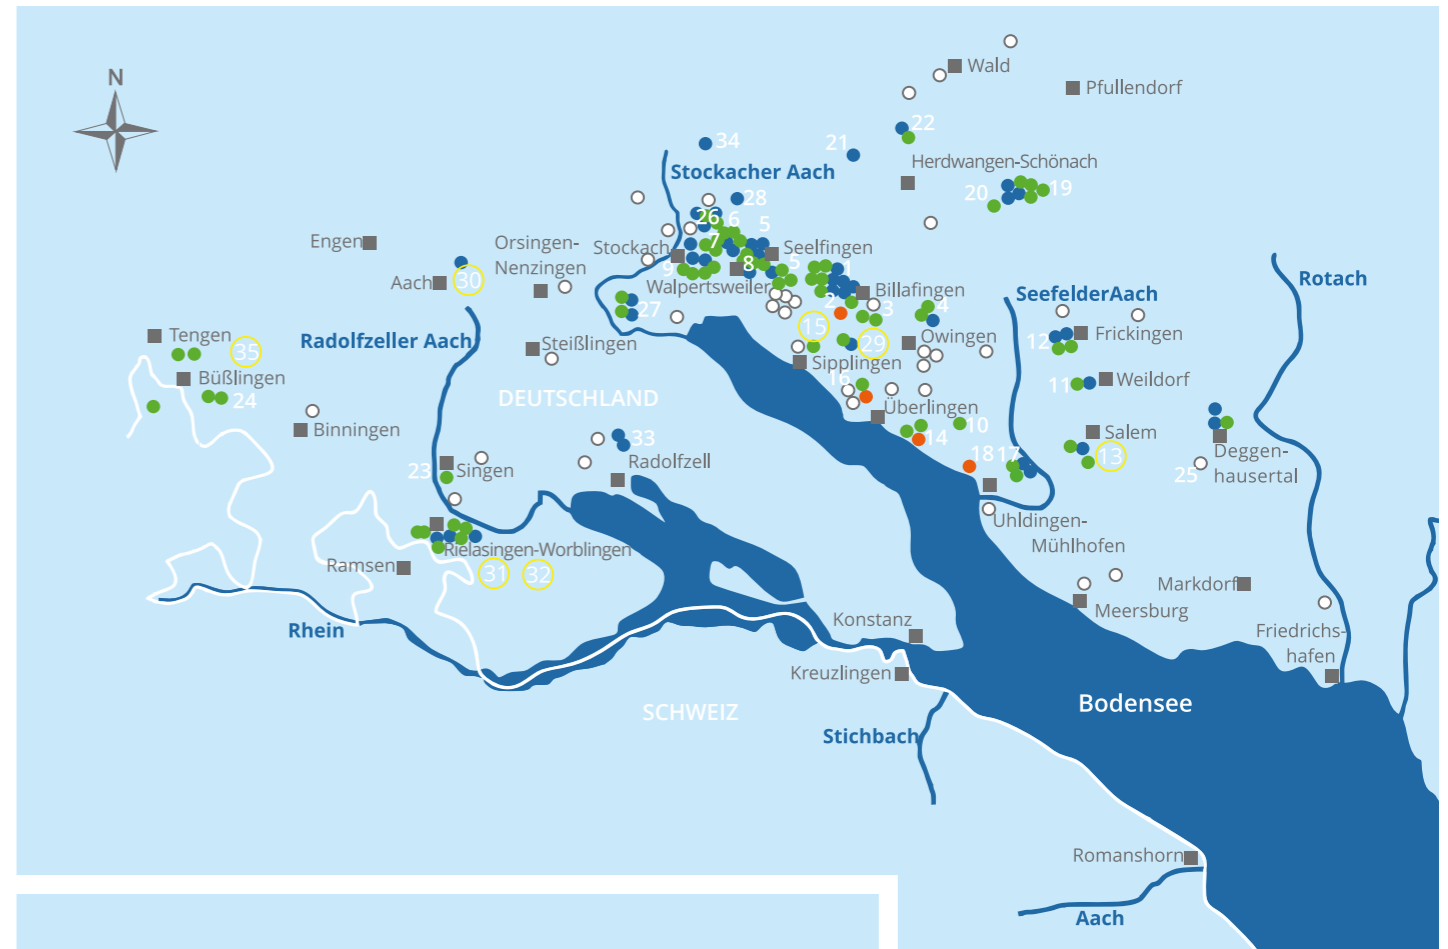 N
Wald
Pfullendorf
22
34
21
Herdwangen-Schönach
Stockacher Aach
20
19
28
26
6
5
Engen
Orsingen-
Nenzingen
Stockach
7
Seelfingen
Aach
30
9
8
5
1
Walpertsweiler
Billafingen
Rotach
SeefelderAach
27
2
3
4
15
29
Tengen
35
Radolfzeller Aach
Steißlingen
Owingen
12
Frickingen
Sipplingen
Büßlingen
24
DEUTSCHLAND
16
11
Weildorf
Überlingen
Binningen
33
14
10
Salem
13
Deggen-
hausertal
25
Radolfzell
23
Singen
18
17
Uhldingen-
Mühlhofen
Rielasingen-Worblingen
Ramsen
31
32
Markdorf
Meersburg
Rhein
Konstanz
Friedrichs-
hafen
Kreuzlingen
SCHWEIZ
Bodensee
Stichbach
Romanshorn
Aach